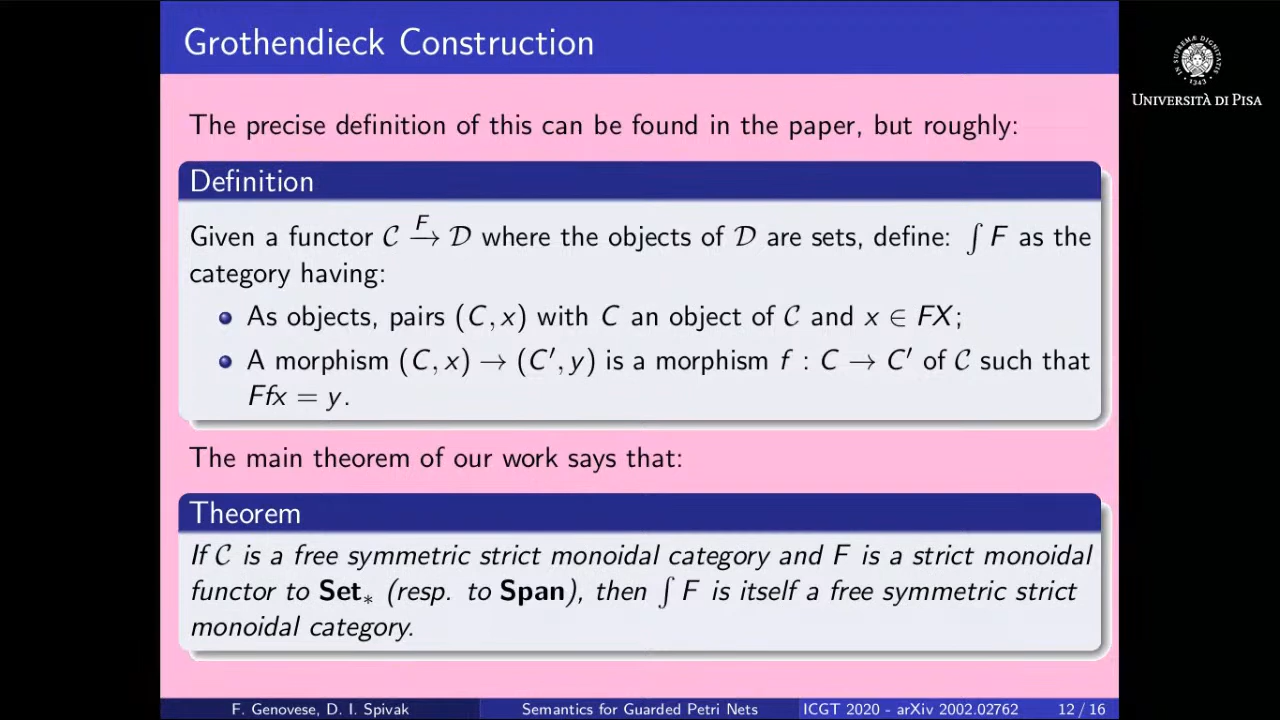 Grothendieck Construction
UNIVERSITÀ DI PISA
The precise definition of this can be found in the paper, but roughly:
Definition
Given a functor 𝒞 →^F 𝒟 where the objects of 𝒟 are sets, define: ∫ F as the
category having:
As objects, pairs (C, x) with C an object of 𝒞 and x ∈ FX;
A morphism (C, x) → (C′, y) is a morphism f : C → C′ of 𝒞 such that
Ffx = y.
The main theorem of our work says that:
Theorem
If 𝒞 is a free symmetric strict monoidal category and F is a strict monoidal
functor to Set∗ (resp. to Span), then ∫ F is itself a free symmetric strict
monoidal category.
F. Genovese, D. I. Spivak Semantics for Guarded Petri Nets ICGT 2020 - arXiv 2002.02762 12 / 16